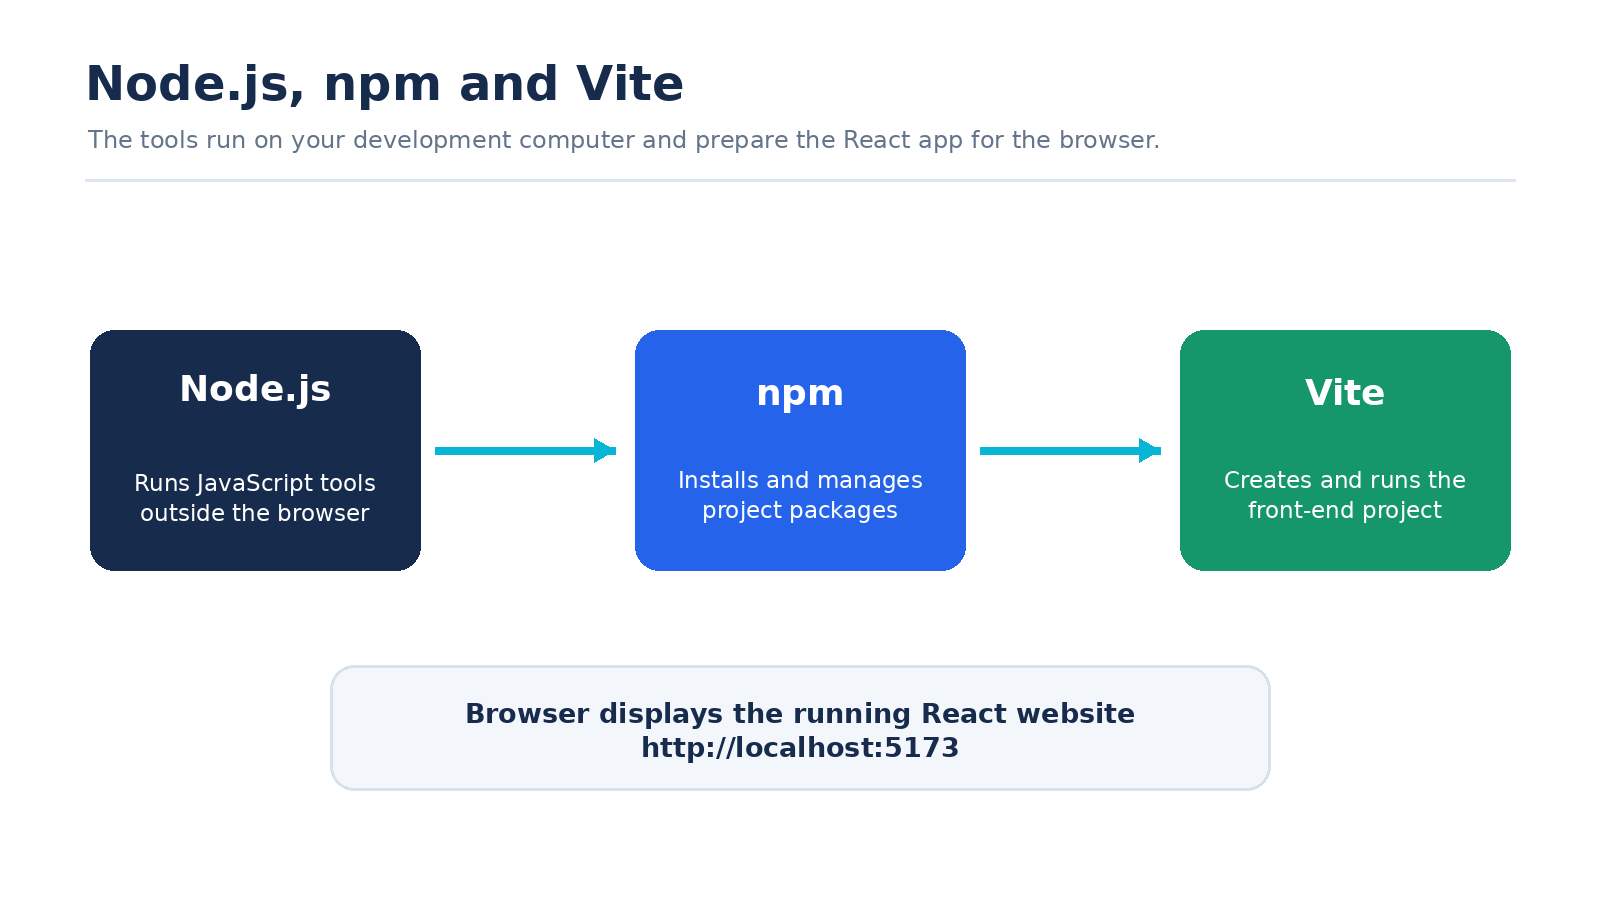 Node.js, npm and Vite
The tools run on your development computer and prepare the React app for the browser.
Node.js
Runs JavaScript tools
outside the browser
npm
Installs and manages
project packages
Vite
Creates and runs the
front-end project
Browser displays the running React website
http://localhost:5173